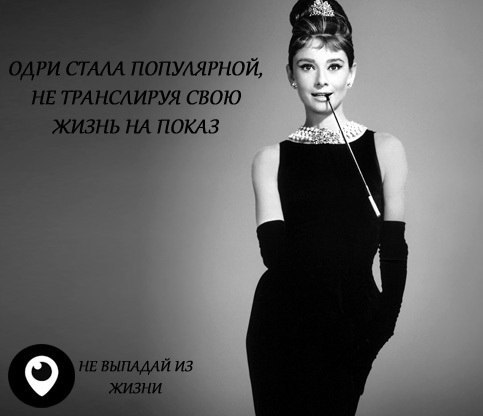 ОДРИ СТАЛА ПОПУЛЯРНОЙ,
НЕ ТРАНСЛИРУЯ СВОЮ
ЖИЗНЬ НА ПОКАЗ
НЕ ВЫПАДАЙ ИЗ
ЖИЗНИ